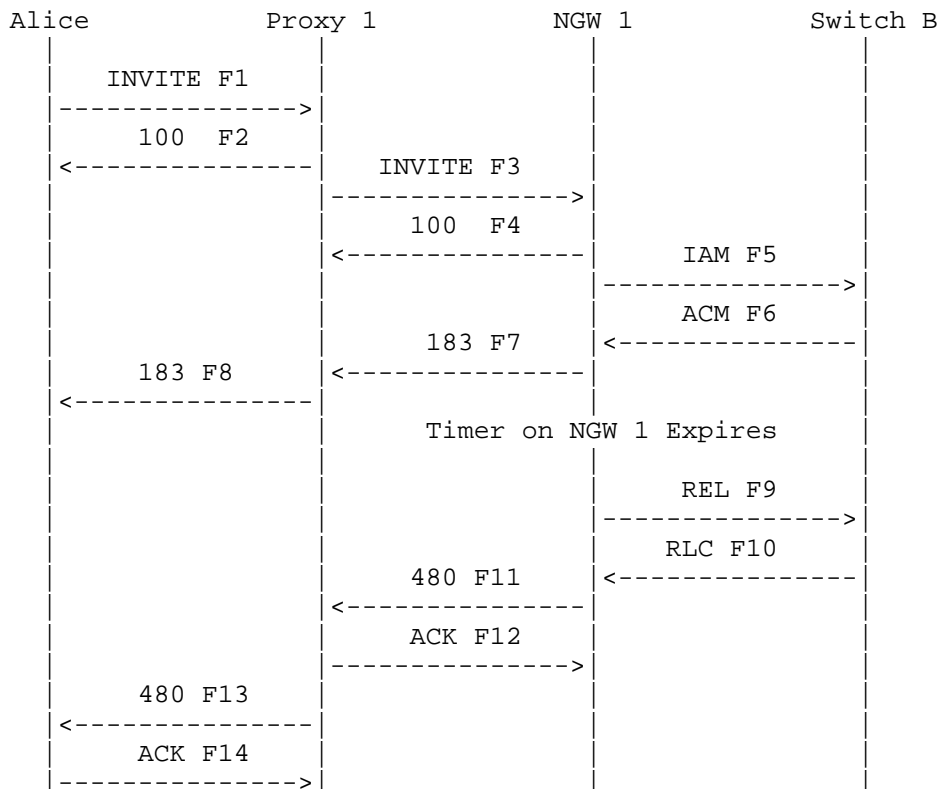 Alice Proxy 1 NGW 1 Switch B
INVITE F1
100 F2
INVITE F3
100 F4
IAM F5
ACM F6
183 F7
183 F8
Timer on NGW 1 Expires
REL F9
RLC F10
480 F11
ACK F12
480 F13
ACK F14